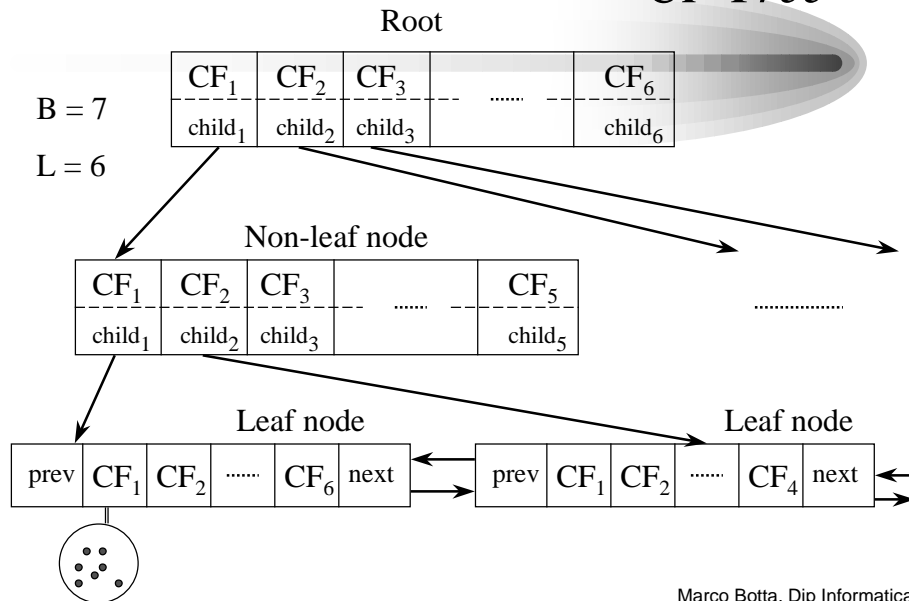 Root
CF1 CF2 CF3 ...... CF6
B = 7
child1 child2 child3 child6
L = 6
Non-leaf node
CF1 CF2 CF3 ...... CF5
child1 child2 child3 child5
Leaf node Leaf node
prev CF1 CF2 ...... CF6 next prev CF1 CF2 ...... CF4 next
Marco Botta, Dip Informatica